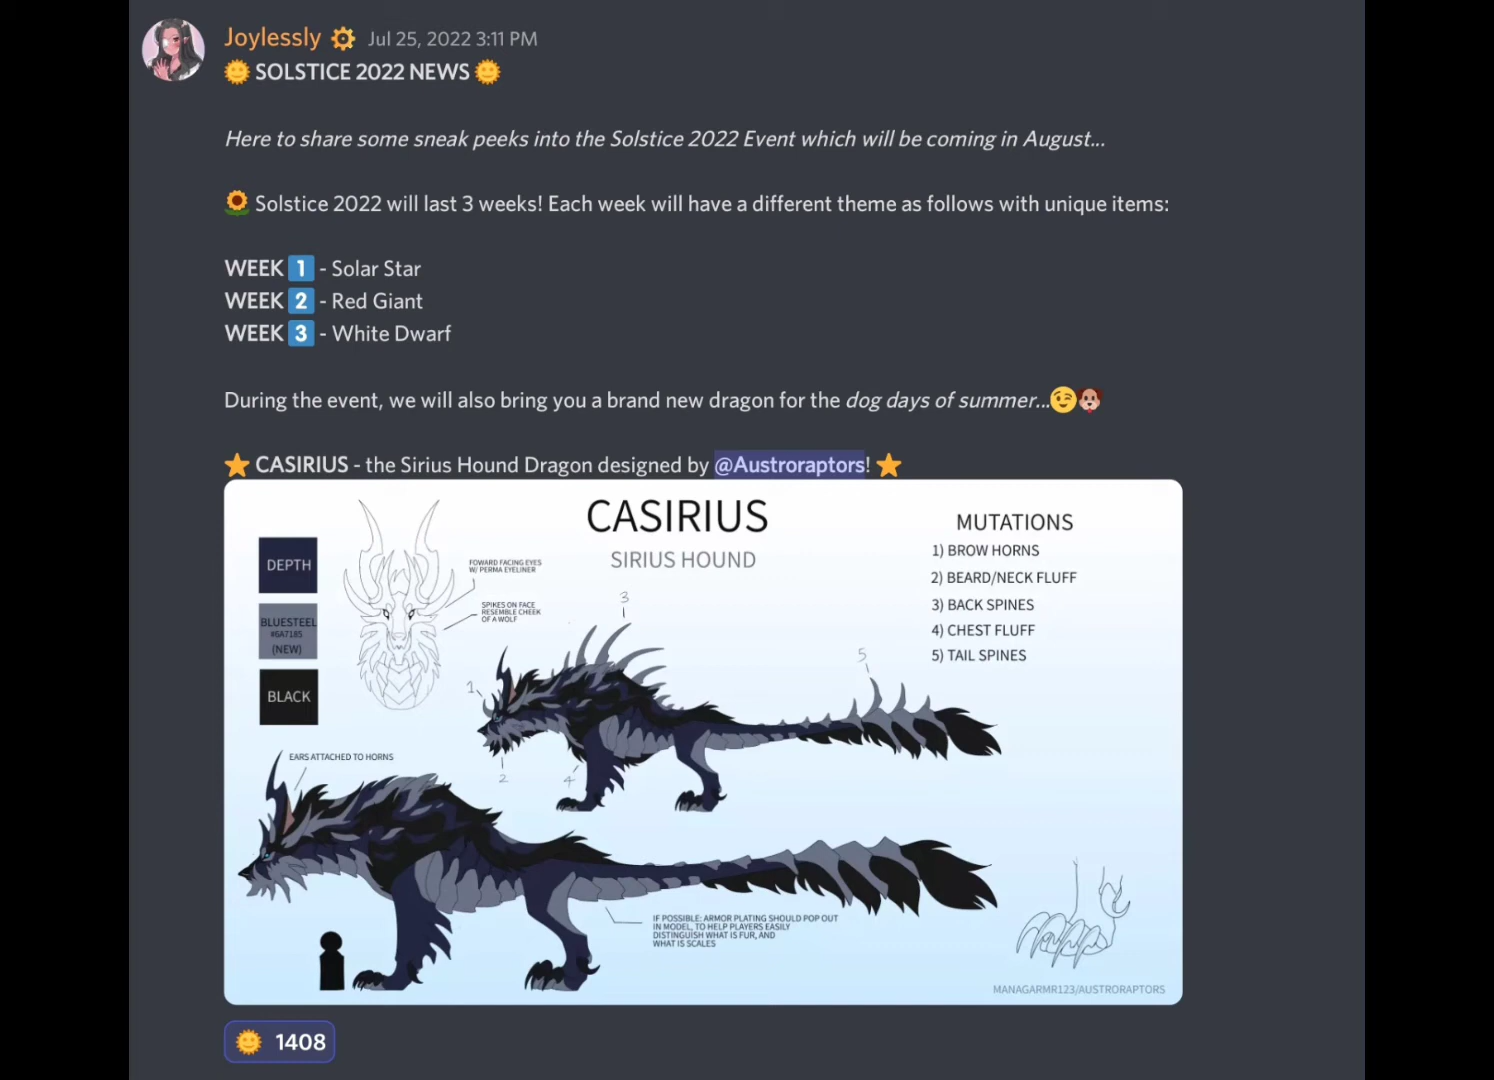 Joylessly Jul 25, 2022 3:11 PM
🌞 SOLSTICE 2022 NEWS 🌞
Here to share some sneak peeks into the Solstice 2022 Event which will be coming in August...
🌻 Solstice 2022 will last 3 weeks! Each week will have a different theme as follows with unique items:
WEEK 1 - Solar Star
WEEK 2 - Red Giant
WEEK 3 - White Dwarf
During the event, we will also bring you a brand new dragon for the dog days of summer...😉🐶
⭐ CASIRIUS - the Sirius Hound Dragon designed by @Austroraptors! ⭐
CASIRIUS
SIRIUS HOUND
DEPTH
BLUESTEEL
#6A7185
(NEW)
BLACK
FOWARD FACING EYES
W/ PERMA EYELINER
SPIKES ON FACE
RESEMBLE CHEEK
OF A WOLF
MUTATIONS
1) BROW HORNS
2) BEARD/NECK FLUFF
3) BACK SPINES
4) CHEST FLUFF
5) TAIL SPINES
3
5
1
2
4
EARS ATTACHED TO HORNS
IF POSSIBLE: ARMOR PLATING SHOULD POP OUT
IN MODEL, TO HELP PLAYERS EASILY
DISTINGUISH WHAT IS FUR, AND
WHAT IS SCALES
MANAGARMR123/AUSTRORAPTORS
🌞 1408